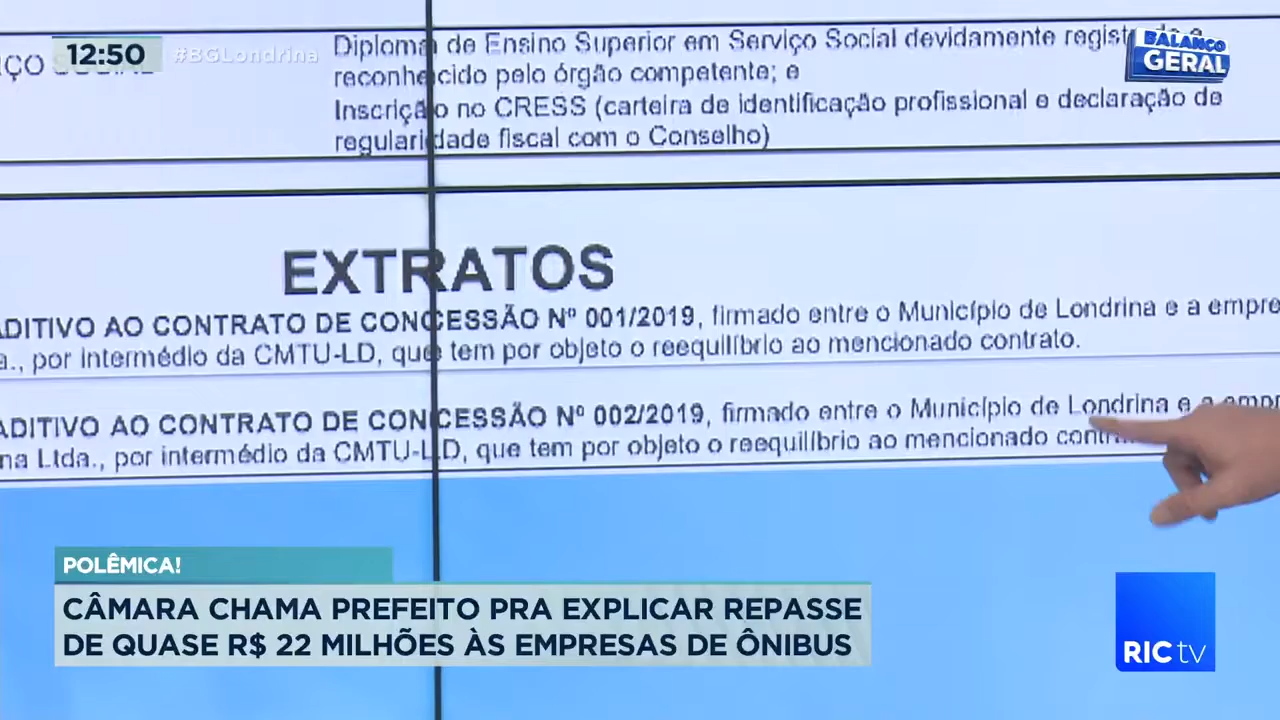 12:50
#BGLondrina
BALANÇO
GERAL
ÇO SOCIAL
Diploma de Ensino Superior em Serviço Social devidamente
reconhecido pelo órgão competente; e
Inscrição no CRESS (carteira de identificação profissional e declaração de
regularidade fiscal com o Conselho)
EXTRATOS
ADITIVO AO CONTRATO DE CONCESSÃO Nº 001/2019, firmado entre o Município de Londrina e a empre
a., por intermédio da CMTU-LD, que tem por objeto o reequilíbrio ao mencionado contrato.
ADITIVO AO CONTRATO DE CONCESSÃO Nº 002/2019, firmado entre o Município de Londrina e a empr
na Ltda., por intermédio da CMTU-LD, que tem por objeto o reequilíbrio ao mencionado
POLÊMICA!
CÂMARA CHAMA PREFEITO PRA EXPLICAR REPASSE
DE QUASE R$ 22 MILHÕES ÀS EMPRESAS DE ÔNIBUS
RIC tv